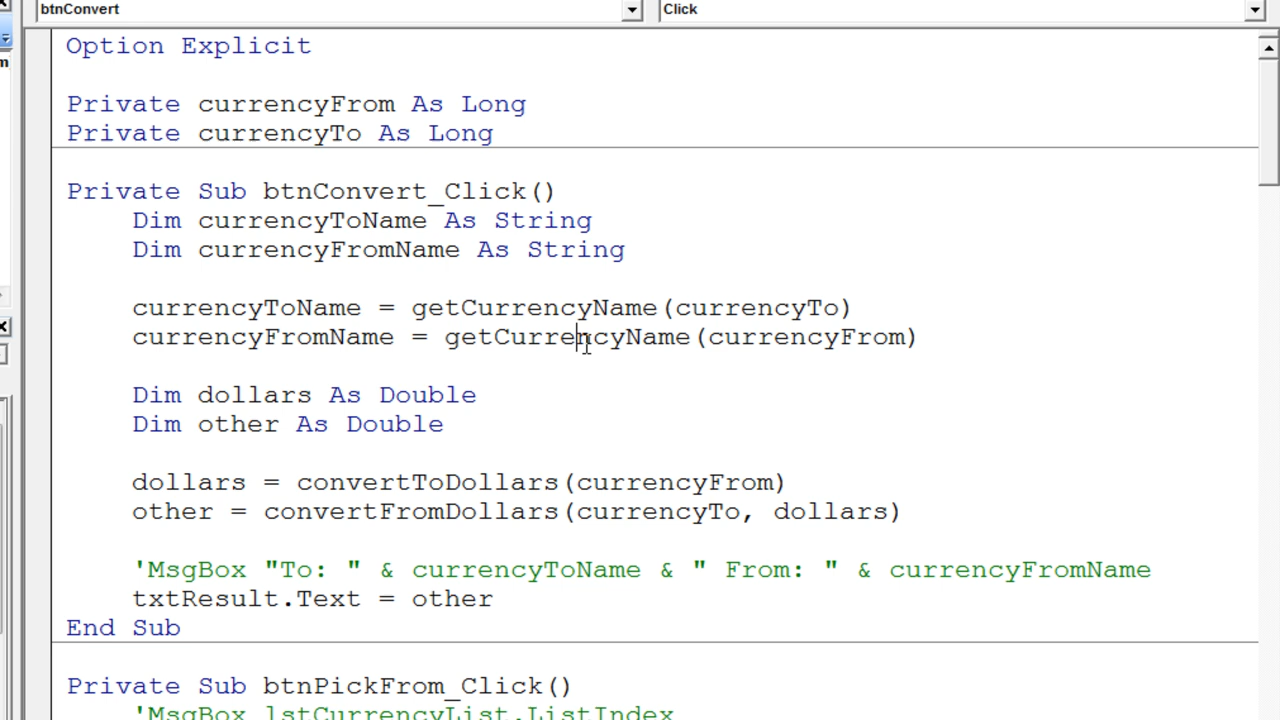 btnConvert Click
Option Explicit
Private currencyFrom As Long
Private currencyTo As Long
Private Sub btnConvert_Click()
Dim currencyToName As String
Dim currencyFromName As String
currencyToName = getCurrencyName(currencyTo)
currencyFromName = getCurrencyName(currencyFrom)
Dim dollars As Double
Dim other As Double
dollars = convertToDollars(currencyFrom)
other = convertFromDollars(currencyTo, dollars)
'MsgBox "To: " & currencyToName & " From: " & currencyFromName
txtResult.Text = other
End Sub
Private Sub btnPickFrom_Click()
'MsgBox lstCurrencyList.ListIndex